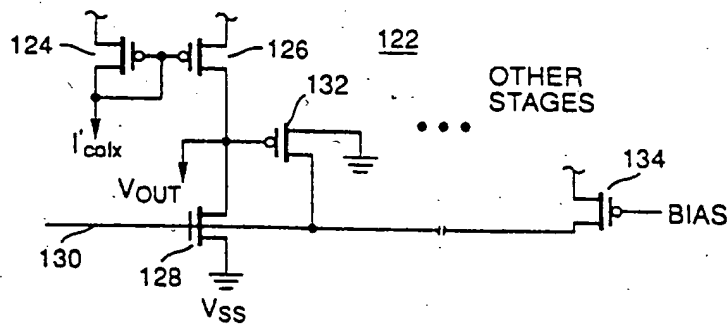 124
126
122
132
OTHER
STAGES
• • •
134
I'colx
VOUT
BIAS
130
128
VSS